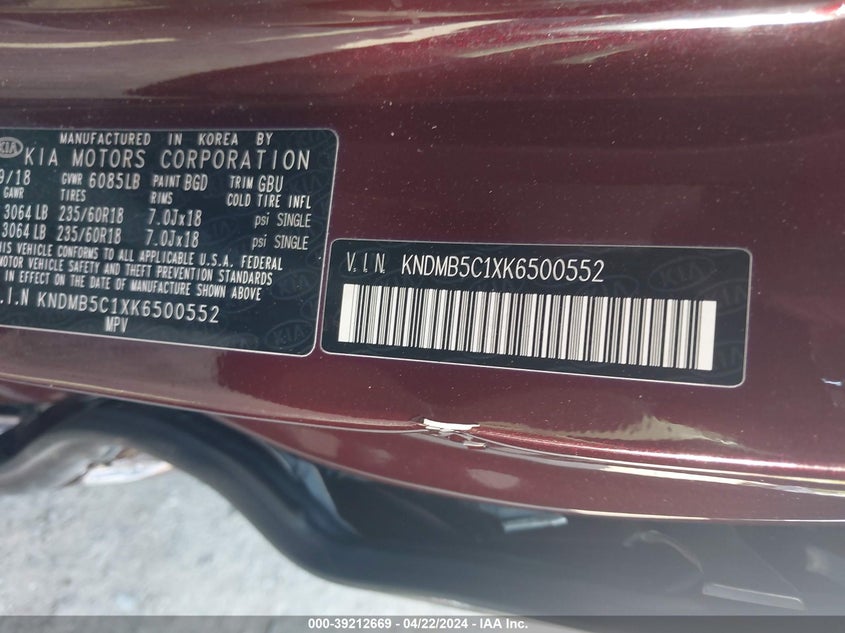 MANUFACTURED IN KOREA BY
KIA KIA MOTORS CORPORATION
9/18 GVWR 6085LB PAINT BGD TRIM GBU
GAWR TIRES RIMS COLD TIRE INFL
3064 LB 235/60R18 7.0Jx18 psi SINGLE
3064 LB 235/60R18 7.0Jx18 psi SINGLE
THIS VEHICLE CONFORMS TO ALL APPLICABLE U.S.A. FEDERAL
MOTOR VEHICLE SAFETY, BUMPER AND THEFT PREVENTION STANDARDS
IN EFFECT ON THE DATE OF MANUFACTURE SHOWN ABOVE
.I.N KNDMB5C1XK6500552
MPV
V.I.N. KNDMB5C1XK6500552
000-39212669 - 04/22/2024 - IAA Inc.